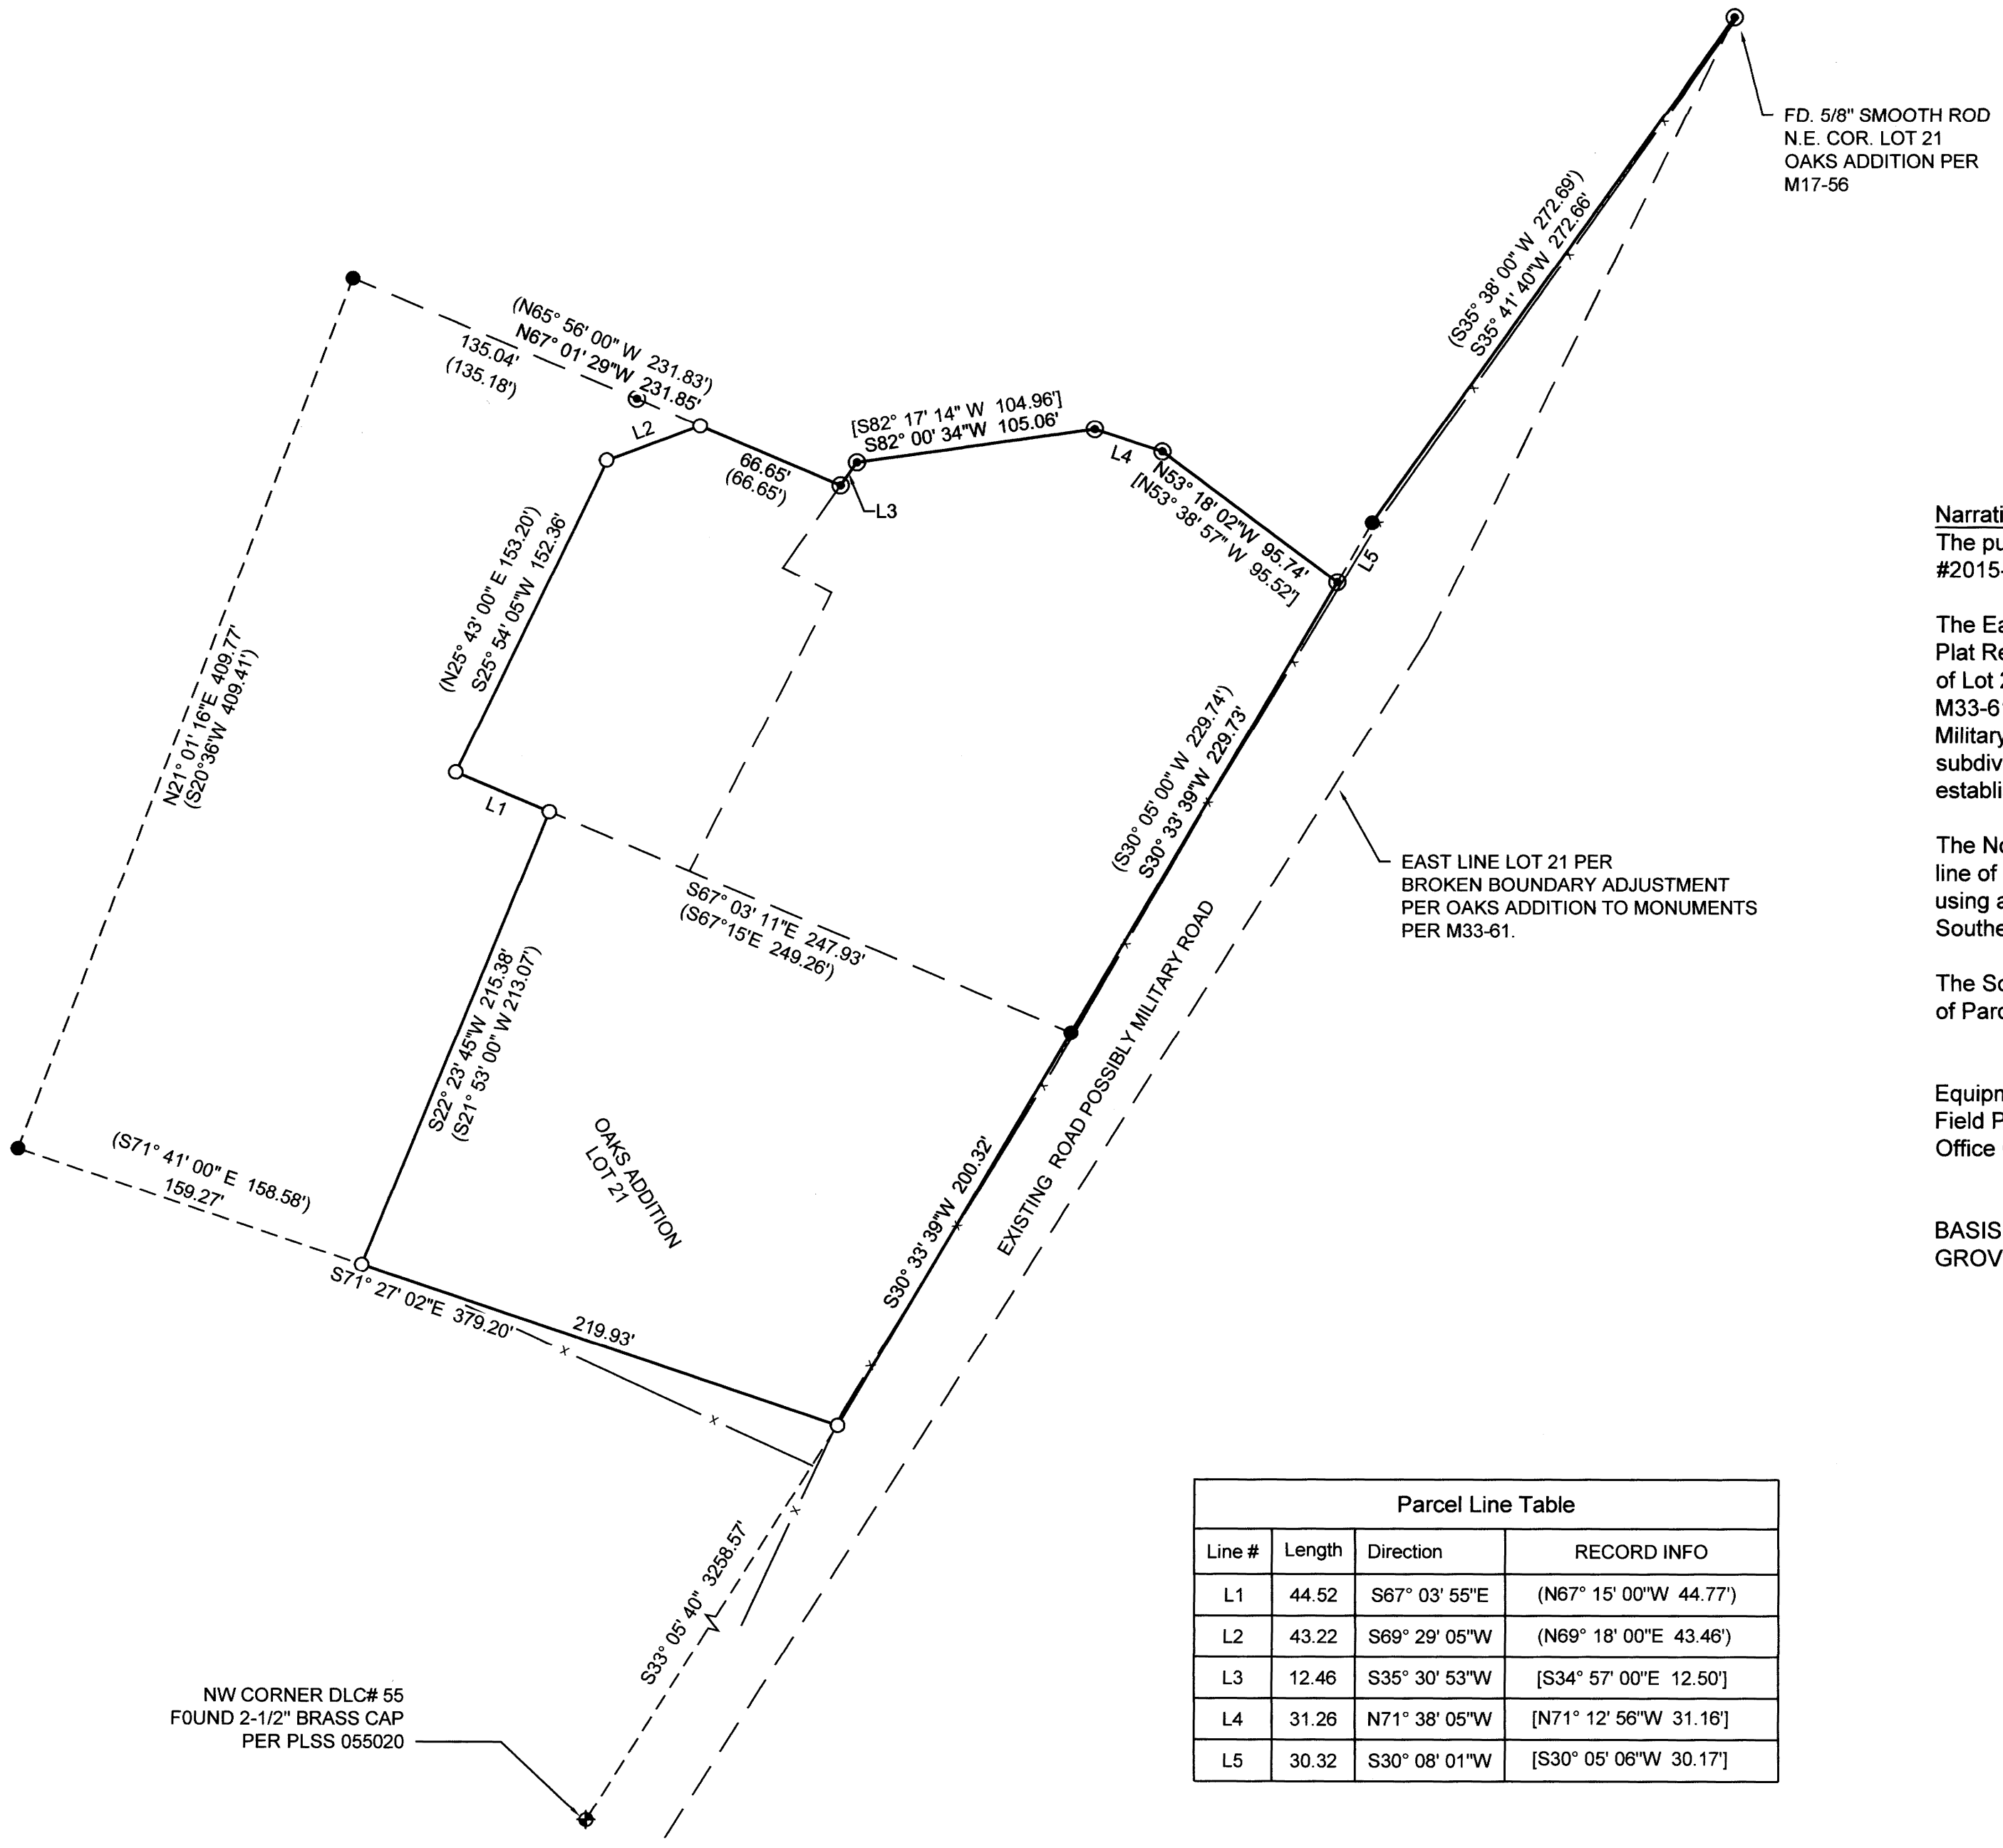 FD. 5/8" SMOOTH ROD
N.E. COR. LOT 21
OAKS ADDITION PER
M17-56
(S35° 38' 00" W 272.69')
S35° 41' 40"W 272.66'
(N65° 56' 00" W 231.83')
N67° 01' 29"W 231.85'
135.04'
(135.18')
L2
66.65'
(66.65')
[S82° 17' 14" W 104.96']
S82° 00' 34"W 105.06'
L4
L3
N53° 18' 02"W 95.74'
[N53° 38' 57" W 95.52']
L5
(N25° 43' 00" E 153.20')
S25° 54' 05"W 152.36'
N21° 01' 16"E 409.77'
(S20°36'W 409.41')
L1
(S30° 05' 00" W 229.74')
S30° 33' 39"W 229.73'
S67° 03' 11"E 247.93'
(S67°15'E 249.26')
EAST LINE LOT 21 PER
BROKEN BOUNDARY ADJUSTMENT
PER OAKS ADDITION TO MONUMENTS
PER M33-61.
S22° 23' 45"W 215.38'
(S21° 53' 00" W 213.07')
EXISTING ROAD POSSIBLY MILITARY ROAD
OAKS ADDITION
LOT 21
(S71° 41' 00" E 158.58')
159.27'
S30° 33' 39"W 200.32'
S71° 27' 02"E 379.20'
219.93'
S33° 05' 40" 3258.57'
NW CORNER DLC# 55
FOUND 2-1/2" BRASS CAP
PER PLSS 055020
Narrati
The pu
#2015-
The Ea
Plat Re
of Lot 2
M33-61
Military
subdiv
establi
The No
line of
using a
Southe
The So
of Parc
Equipm
Field P
Office
BASIS
GROV
Parcel Line Table
Line # Length Direction RECORD INFO
L1 44.52 S67° 03' 55"E (N67° 15' 00"W 44.77')
L2 43.22 S69° 29' 05"W (N69° 18' 00"E 43.46')
L3 12.46 S35° 30' 53"W [S34° 57' 00"E 12.50']
L4 31.26 N71° 38' 05"W [N71° 12' 56"W 31.16']
L5 30.32 S30° 08' 01"W [S30° 05' 06"W 30.17']